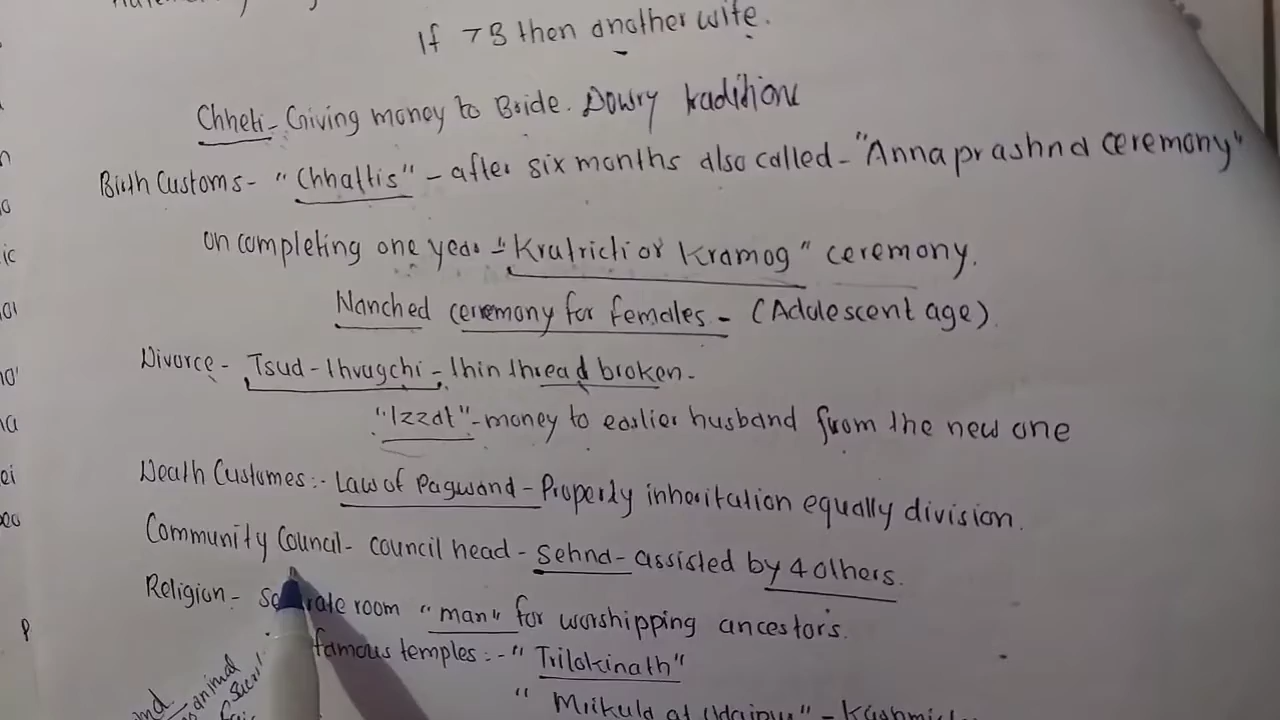 If 7B then another wife.
Chheti - Giving money to Bride. Dowry tradition
Birth Customs - "Chhattis" - after six months also called - "Annaprashna ceremony"
on completing one year - "Kratricti or Kramog" ceremony.
Nanched ceremony for females - (Adolescent age).
Divorce - Tsud-thvagchi - thin thread broken.
"Izzat" - money to earlier husband from the new one
Death Customes :- Law of Pagwand - Property inheritation equally division.
Community Council - council head - Sehna - assisted by 4 others.
Religion - room "man" for worshipping ancestors.
famous temples :- "Trilokinath"
"
animal